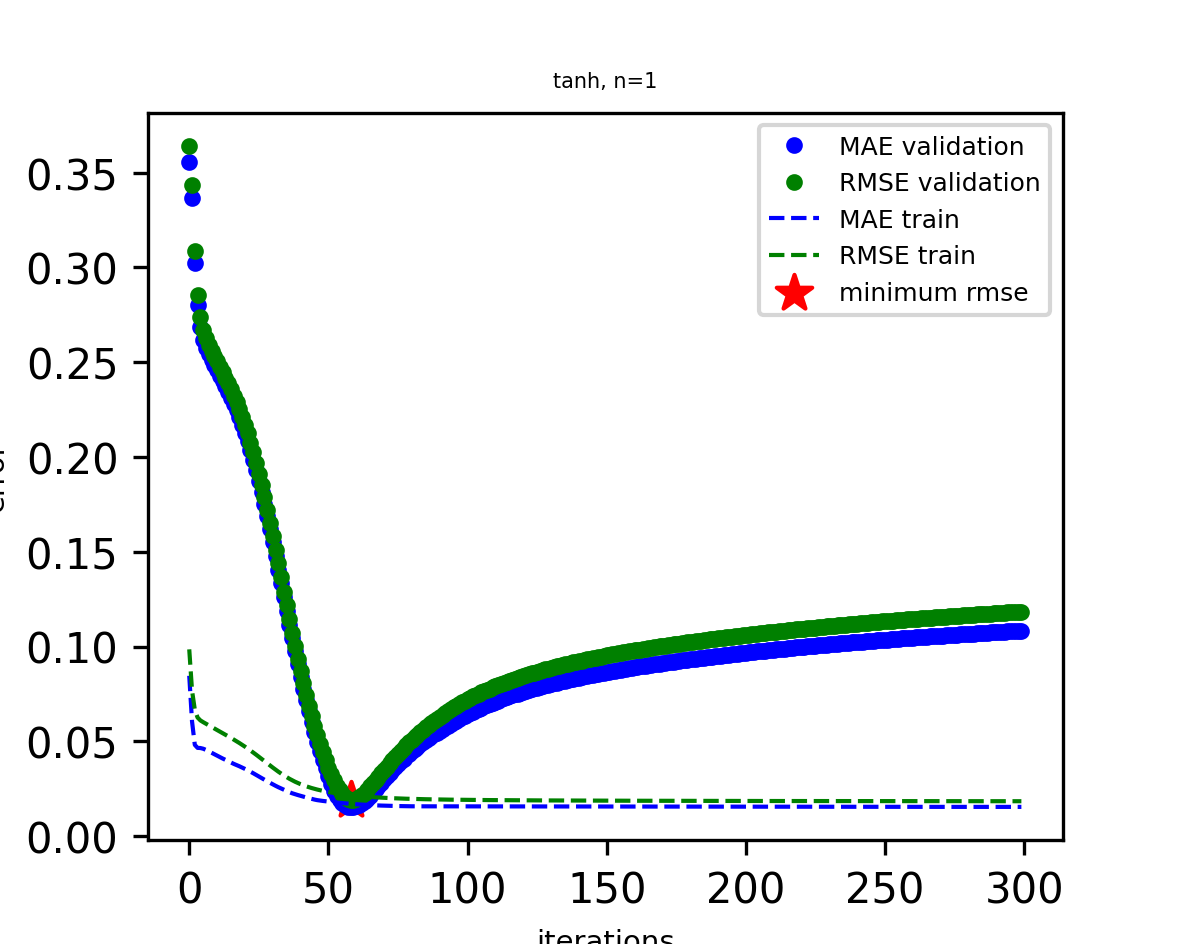 tanh, n=1
MAE validation
RMSE validation
MAE train
RMSE train
minimum rmse
0.35
0.30
0.25
0.20
0.15
0.10
0.05
0.00
0 50 100 150 200 250 300
iterations